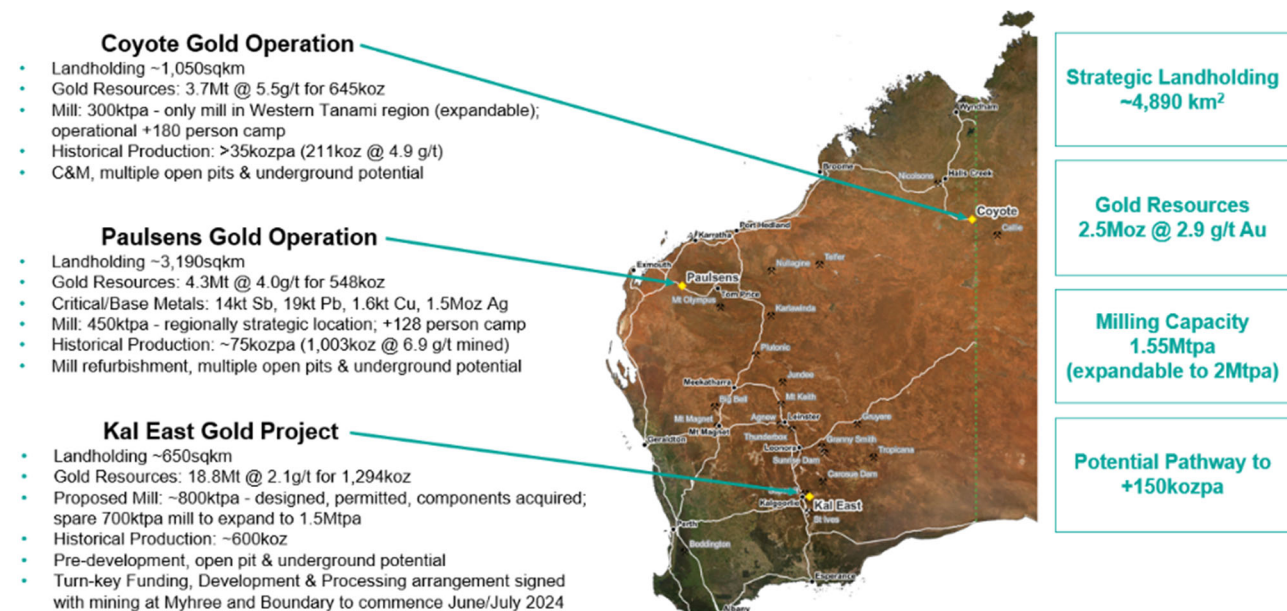 Coyote Gold Operation
• Landholding ~1,050sqkm
• Gold Resources: 3.7Mt @ 5.5g/t for 645koz
• Mill: 300ktpa - only mill in Western Tanami region (expandable);
operational +180 person camp
• Historical Production: >35kozpa (211koz @ 4.9 g/t)
• C&M, multiple open pits & underground potential
Paulsens Gold Operation
• Landholding ~3,190sqkm
• Gold Resources: 4.3Mt @ 4.0g/t for 548koz
• Critical/Base Metals: 14kt Sb, 19kt Pb, 1.6kt Cu, 1.5Moz Ag
• Mill: 450ktpa - regionally strategic location; +128 person camp
• Historical Production: ~75kozpa (1,003koz @ 6.9 g/t mined)
• Mill refurbishment, multiple open pits & underground potential
Kal East Gold Project
• Landholding ~650sqkm
• Gold Resources: 18.8Mt @ 2.1g/t for 1,294koz
• Proposed Mill: ~800ktpa - designed, permitted, components acquired;
spare 700ktpa mill to expand to 1.5Mtpa
• Historical Production: ~600koz
• Pre-development, open pit & underground potential
• Turn-key Funding, Development & Processing arrangement signed
with mining at Myhree and Boundary to commence June/July 2024
Wyndham
Broome
Nicolsons
Halls Creek
Coyote
Callie
Port Hedland
Karratha
Exmouth
Nullagine
Telfer
Paulsens
Tom Price
Mt Olympus
Karlawinda
Plutonic
Meekatharra
Jundee
Big Bell
Mt Keith
Mt Magnet
Agnew
Leinster
Gruyere
Mt Magnet
Thunderbox
Geraldton
Leonora
Granny Smith
Sunrise Dam
Tropicana
Carosue Dam
Kalgoorlie
Kal East
St Ives
Perth
Boddington
Esperance
Albany
Strategic Landholding
~4,890 km²
Gold Resources
2.5Moz @ 2.9 g/t Au
Milling Capacity
1.55Mtpa
(expandable to 2Mtpa)
Potential Pathway to
+150kozpa